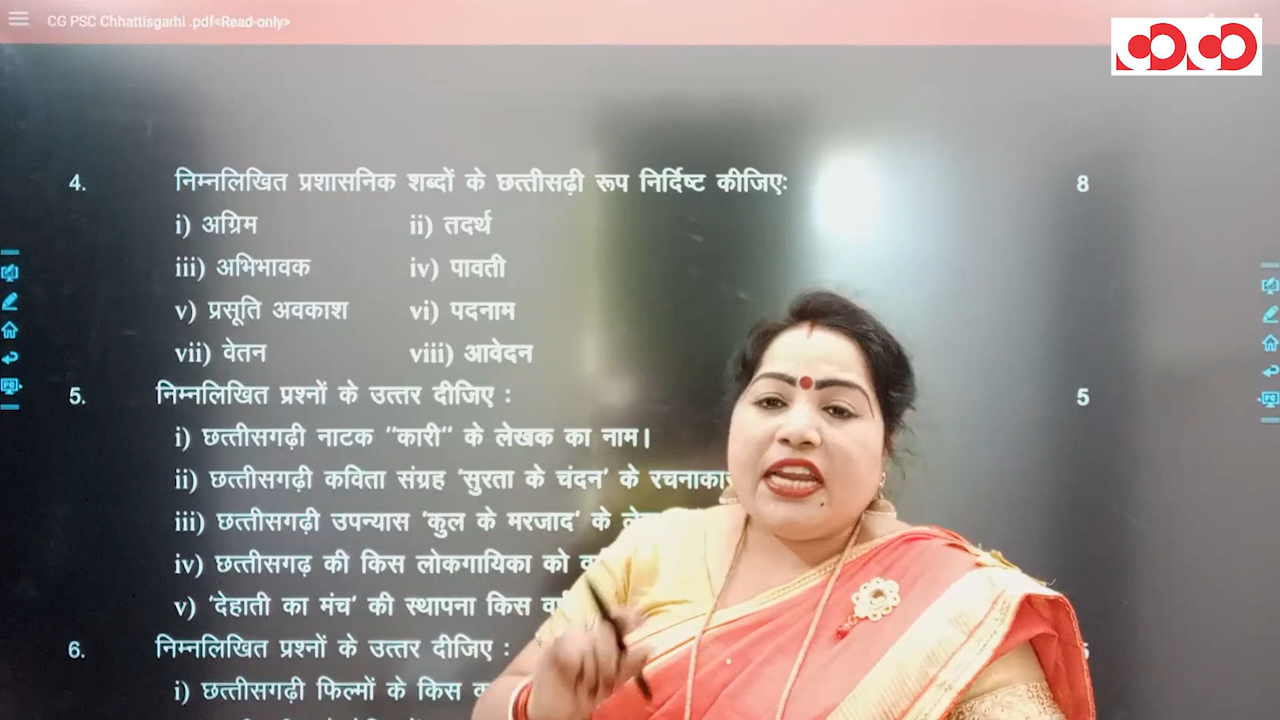 CG PSC Chhattisgarhi .pdf<Read-only>
4. निम्नलिखित प्रशासनिक शब्दों के छत्तीसढ़ी रूप निर्दिष्ट कीजिएः 8
i) अग्रिम ii) तदर्थ
iii) अभिभावक iv) पावती
v) प्रसूति अवकाश vi) पदनाम
vii) वेतन viii) आवेदन
5. निम्नलिखित प्रश्नों के उत्तर दीजिए : 5
i) छत्तीसगढ़ी नाटक "कारी" के लेखक का नाम।
ii) छत्तीसगढ़ी कविता संग्रह 'सुरता के चंदन' के
iii) छत्तीसगढ़ी उपन्यास 'कुल के मरजाद' के
iv) छत्तीसगढ़ की किस लोकगायिका को
v) 'देहाती का मंच' की स्थापना किस
6. निम्नलिखित प्रश्नों के उत्तर दीजिए :
i) छत्तीसगढ़ी फिल्मों के किस